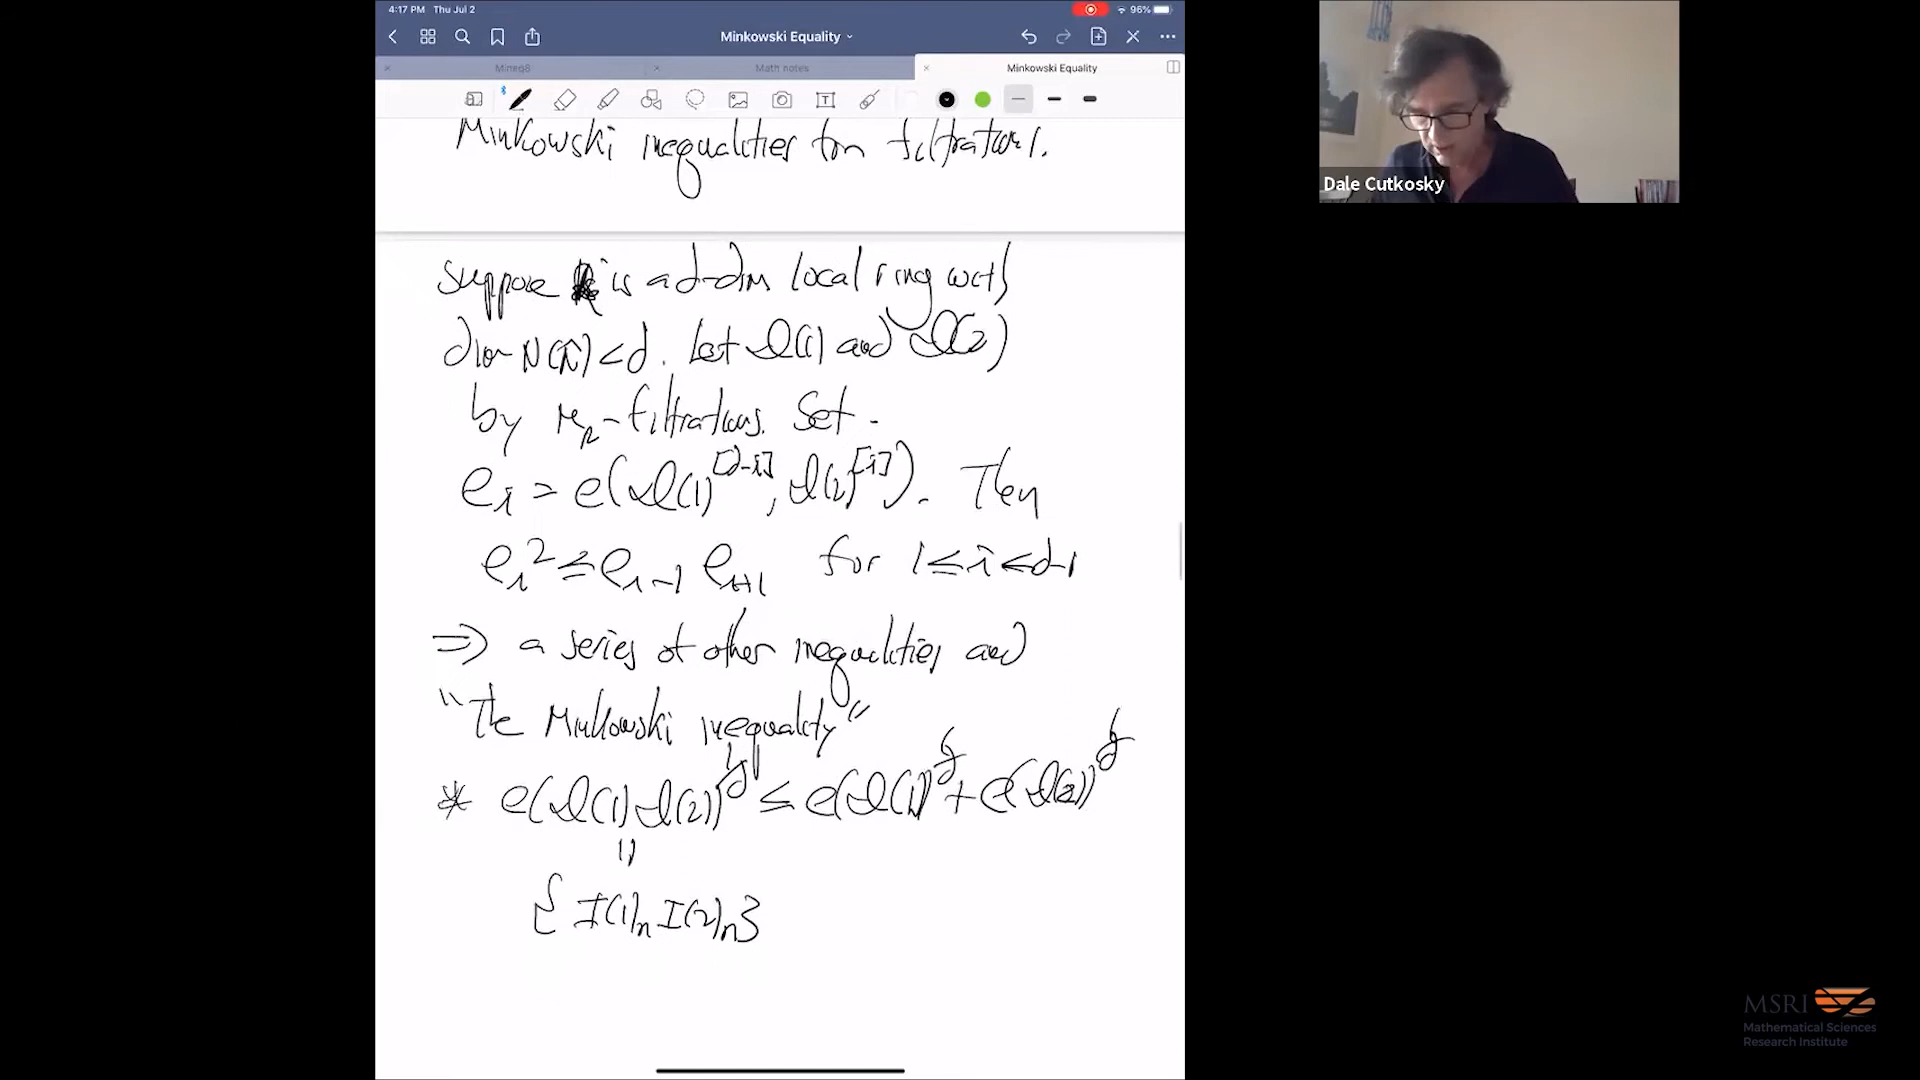 4:17 PM Thu Jul 2
96%
Minkowski Equality
Mineq8
Math notes
Minkowski Equality
Minkowski inequalities for filtrations.
Suppose R is a d-dim local ring with
dim N(R̂) < d. Let ℐ(1) and ℐ(2)
by m_R-filtrations. Set
e_i = e(ℐ(1)^[d-i], ℐ(2)^[i]). Then
e_i^2 ≤ e_{i-1} e_{i+1} for 1 ≤ i ≤ d-1
⇒ a series of other inequalities and
"The Minkowski inequality"
* e(ℐ(1)ℐ(2))^{1/d} ≤ e(ℐ(1))^{1/d} + e(ℐ(2))^{1/d}
{ I(1)_n I(2)_n }
Dale Cutkosky
MSRI
Mathematical Sciences
Research Institute